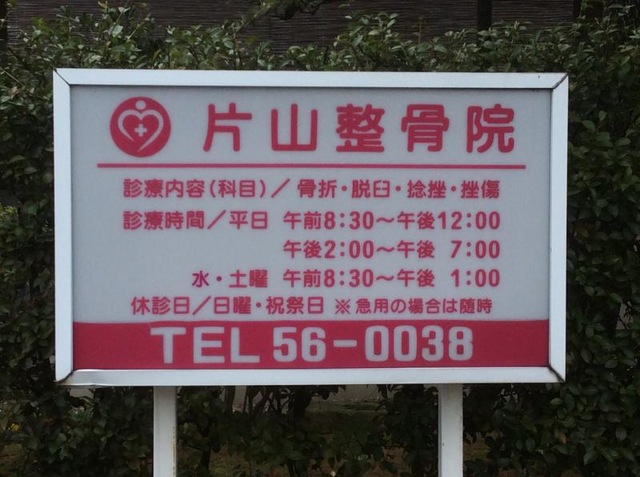 片山整骨院
診療内容(科目)/骨折・脱臼・捻挫・挫傷
診療時間/平日 午前8:30～午後12:00
午後2:00～午後 7:00
水・土曜 午前8:30～午後 1:00
休診日/日曜・祝祭日 ※急用の場合は随時
TEL 56-0038